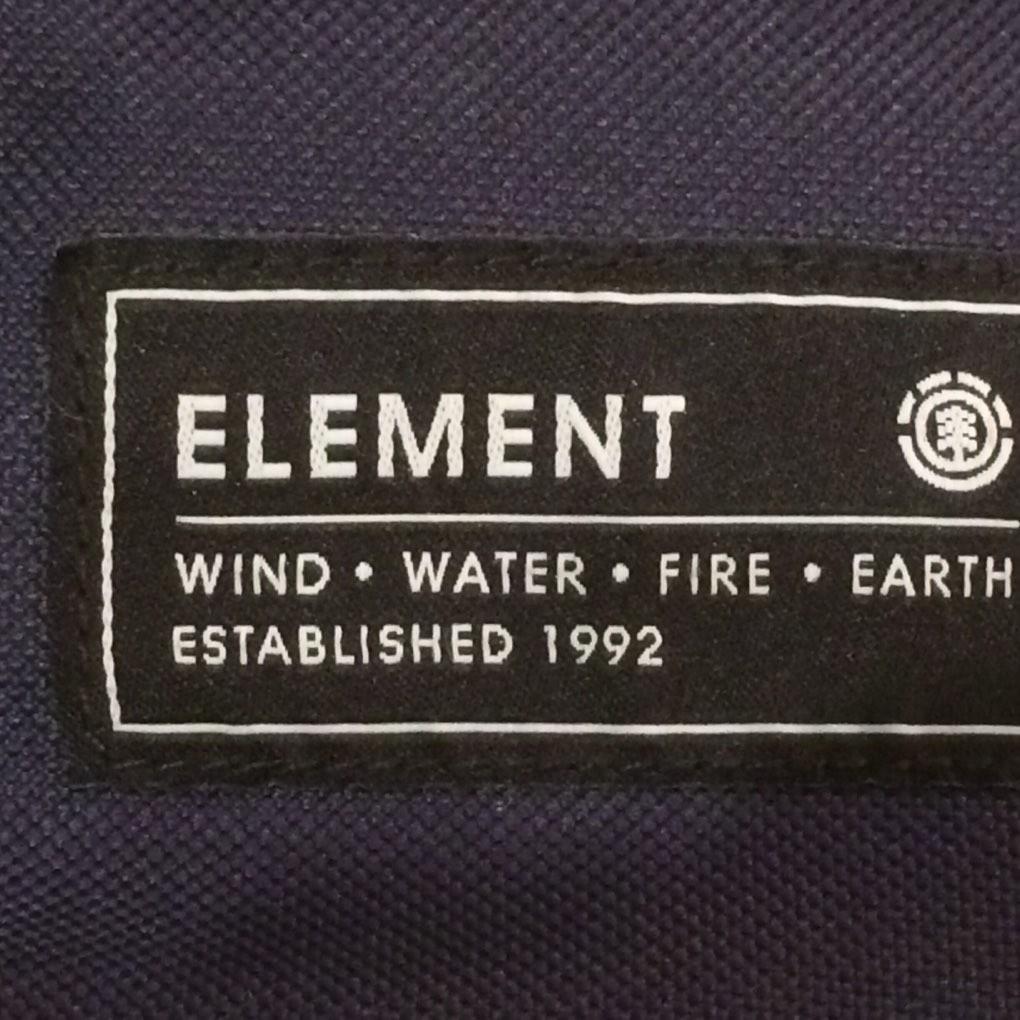 ELEMENT
WIND • WATER • FIRE • EARTH
ESTABLISHED 1992